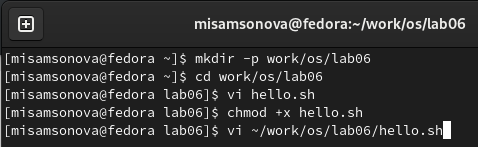 misamsonova@fedora:~/work/os/lab06
[misamsonova@fedora ~]$ mkdir -p work/os/lab06
[misamsonova@fedora ~]$ cd work/os/lab06
[misamsonova@fedora lab06]$ vi hello.sh
[misamsonova@fedora lab06]$ chmod +x hello.sh
[misamsonova@fedora lab06]$ vi ~/work/os/lab06/hello.sh